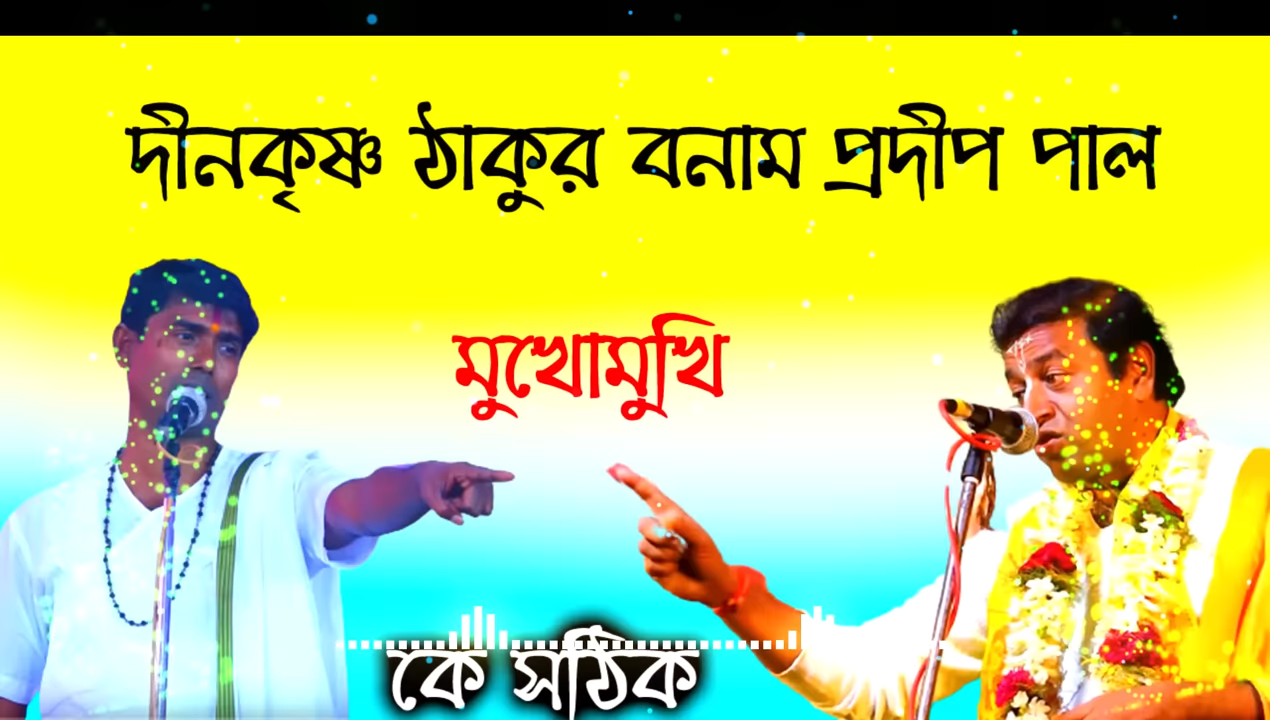 দীনকৃষ্ণ ঠাকুর বনাম প্রদীপ পাল
মুখোমুখি
কে সঠিক